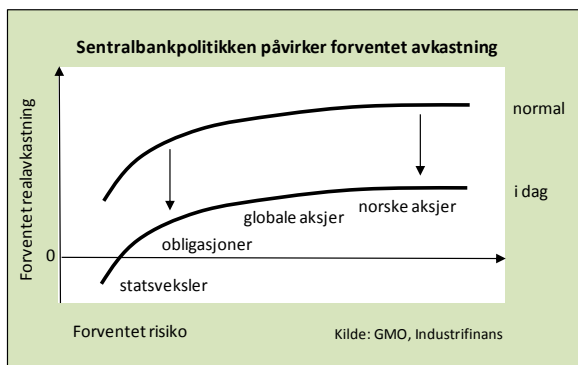 Sentralbankpolitikken påvirker forventet avkastning
Forventet realavkastning
normal
i dag
norske aksjer
globale aksjer
obligasjoner
0
statsveksler
Forventet risiko
Kilde: GMO, Industrifinans